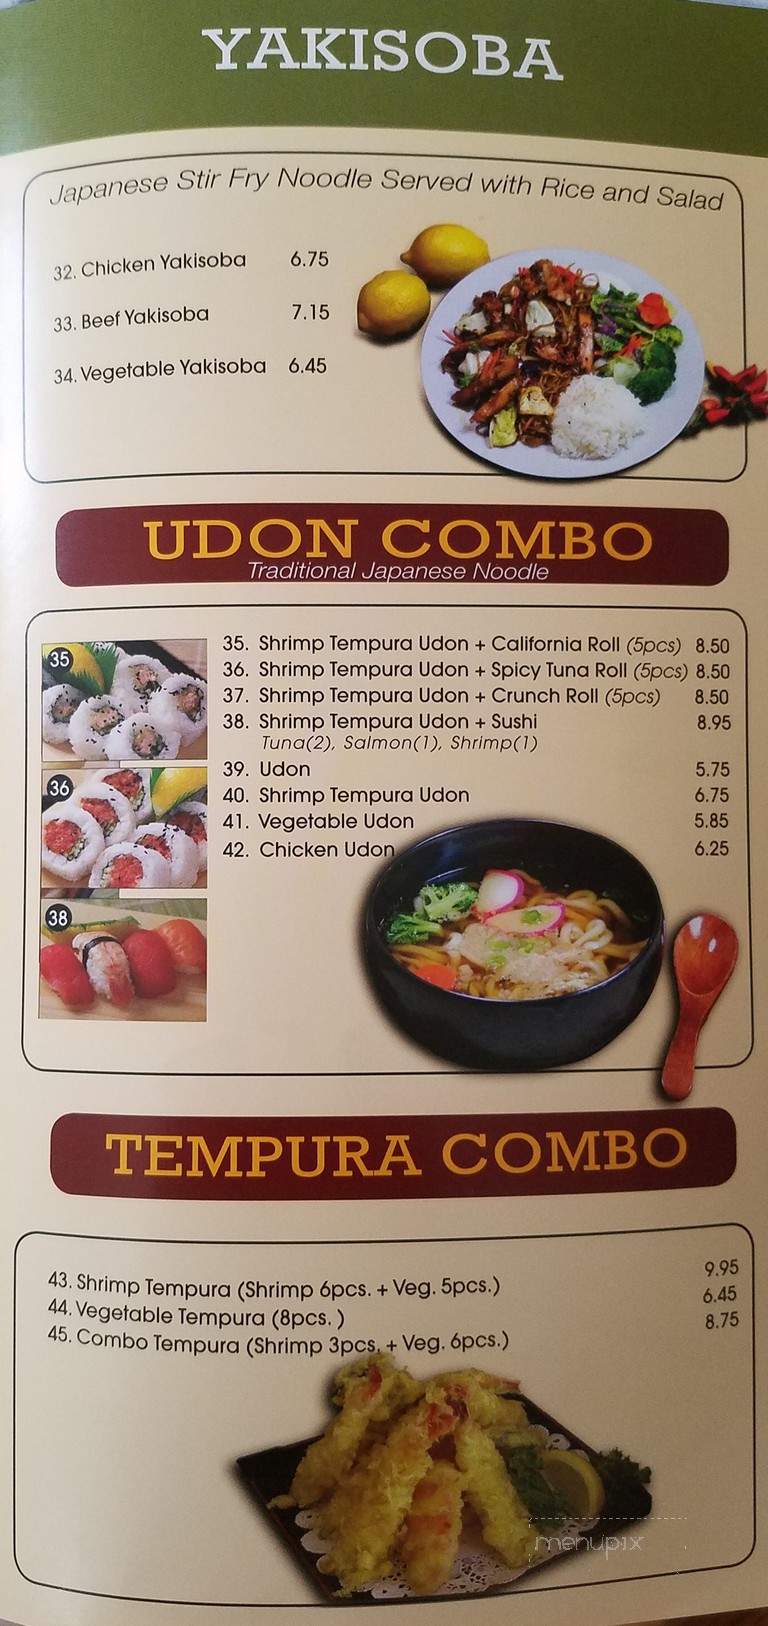 YAKISOBA
Japanese Stir Fry Noodle Served with Rice and Salad
32. Chicken Yakisoba 6.75
33. Beef Yakisoba 7.15
34. Vegetable Yakisoba 6.45
UDON COMBO
Traditional Japanese Noodle
35
36
38
35. Shrimp Tempura Udon + California Roll (5pcs) 8.50
36. Shrimp Tempura Udon + Spicy Tuna Roll (5pcs) 8.50
37. Shrimp Tempura Udon + Crunch Roll (5pcs) 8.50
38. Shrimp Tempura Udon + Sushi 8.95
Tuna(2), Salmon(1), Shrimp(1)
39. Udon 5.75
40. Shrimp Tempura Udon 6.75
41. Vegetable Udon 5.85
42. Chicken Udon 6.25
TEMPURA COMBO
43. Shrimp Tempura (Shrimp 6pcs. + Veg. 5pcs.) 9.95
44. Vegetable Tempura (8pcs. ) 6.45
45. Combo Tempura (Shrimp 3pcs. + Veg. 6pcs.) 8.75
menupix